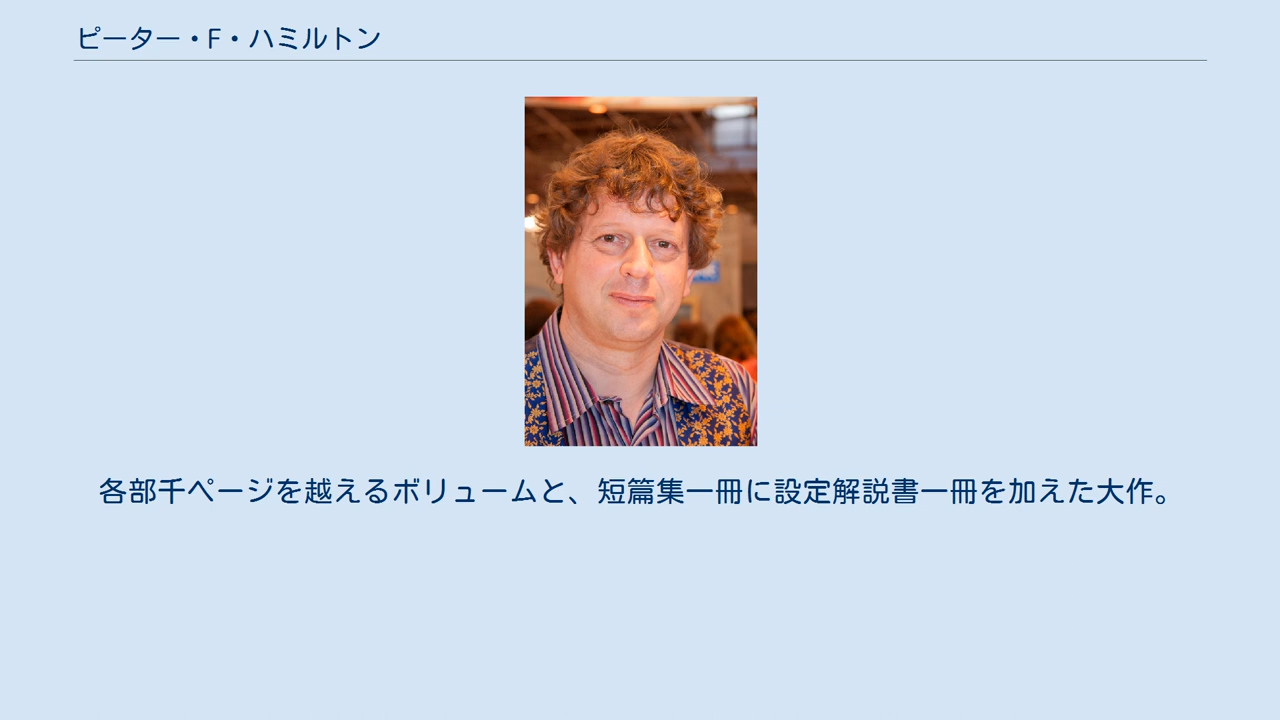 ピーター・F・ハミルトン
各部千ページを越えるボリュームと、短篇集一冊に設定解説書一冊を加えた大作。